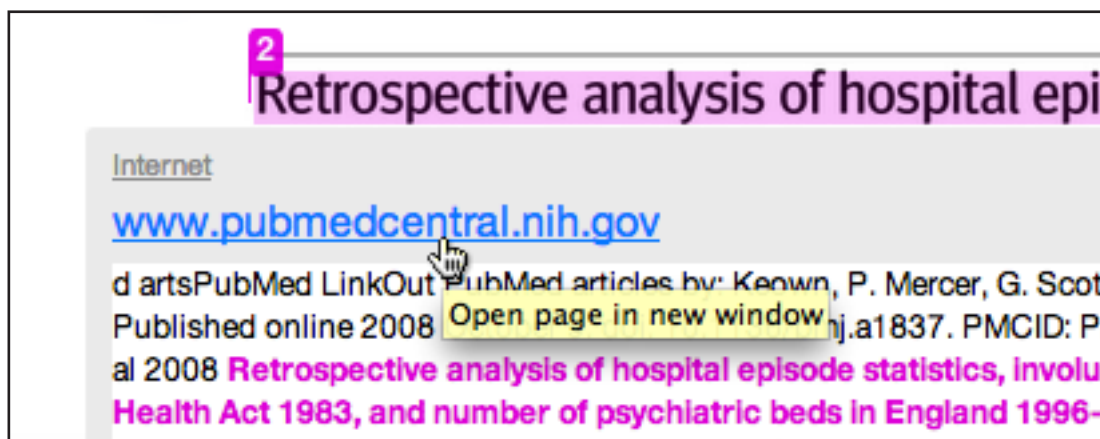 2
Retrospective analysis of hospital epi
Internet
www.pubmedcentral.nih.gov
d artsPubMed LinkOut PubMed articles by: Keown, P. Mercer, G. Scot
Open page in new window
Published online 2008 nj.a1837. PMCID: P
al 2008 Retrospective analysis of hospital episode statistics, involu
Health Act 1983, and number of psychiatric beds in England 1996-